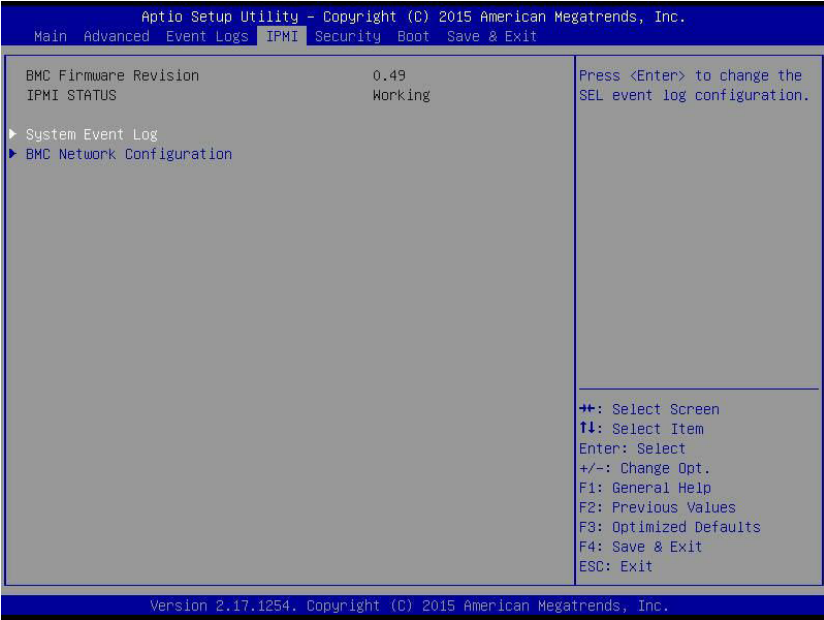 Aptio Setup Utility – Copyright (C) 2015 American Megatrends, Inc.
Main Advanced Event Logs IPMI Security Boot Save & Exit
BMC Firmware Revision 0.49
IPMI STATUS Working
System Event Log
BMC Network Configuration
Press <Enter> to change the
SEL event log configuration.
→←: Select Screen
↑↓: Select Item
Enter: Select
+/-: Change Opt.
F1: General Help
F2: Previous Values
F3: Optimized Defaults
F4: Save & Exit
ESC: Exit
Version 2.17.1254. Copyright (C) 2015 American Megatrends, Inc.